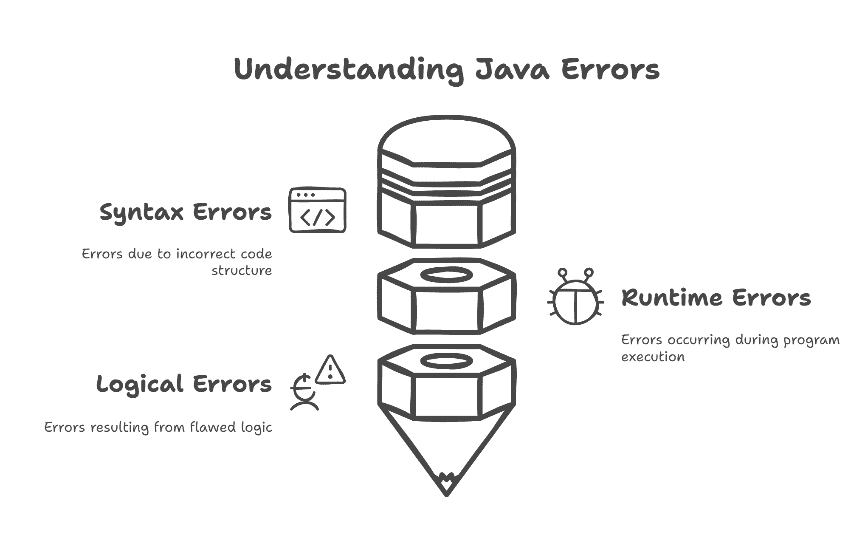 Understanding Java Errors
Syntax Errors
</>
Errors due to incorrect code
structure
Runtime Errors
Errors occurring during program
execution
Logical Errors
Errors resulting from flawed logic